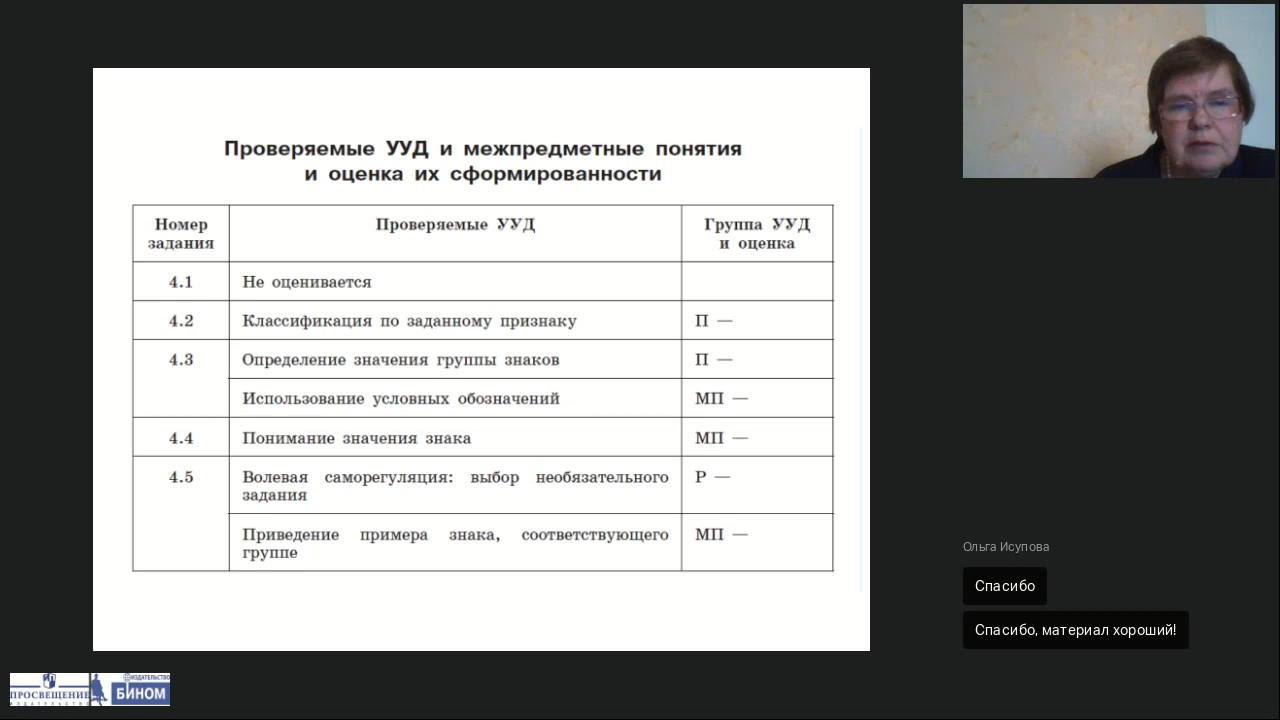 Проверяемые УУД и межпредметные понятия
и оценка их сформированности
Номер задания
Проверяемые УУД
Группа УУД и оценка
4.1
Не оценивается
4.2
Классификация по заданному признаку
П —
4.3
Определение значения группы знаков
П —
Использование условных обозначений
МП —
4.4
Понимание значения знака
МП —
4.5
Волевая саморегуляция: выбор необязательного
задания
Р —
Приведение примера знака, соответствующего
группе
МП —
Ольга Исупова
Спасибо
Спасибо, материал хороший!
ПРОСВЕЩЕНИЕ
ИЗДАТЕЛЬСТВО
ИЗДАТЕЛЬСТВО
БИНОМ